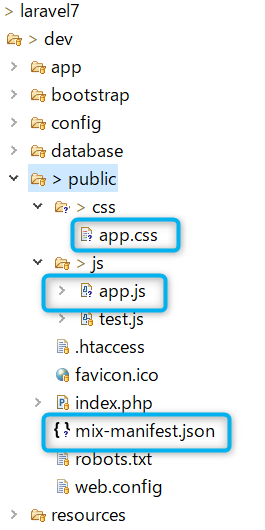 > laravel7
> dev
app
bootstrap
config
database
> public
> css
app.css
> js
app.js
test.js
.htaccess
favicon.ico
index.php
mix-manifest.json
robots.txt
web.config
resources